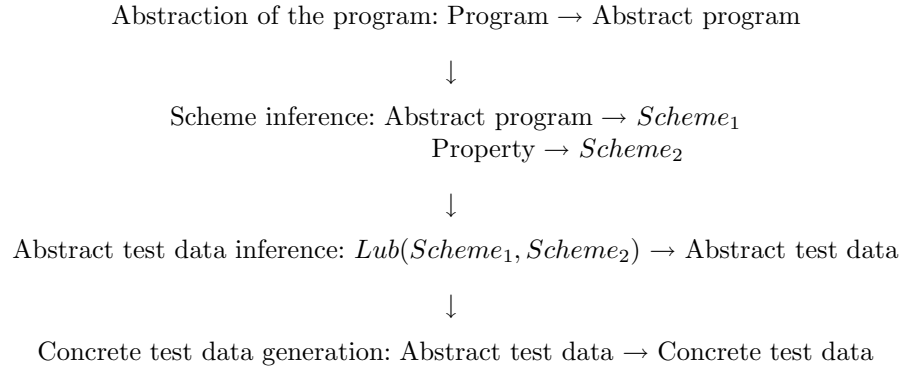 Abstraction of the program: Program → Abstract program
↓
Scheme inference: Abstract program → Scheme₁
Property → Scheme₂
↓
Abstract test data inference: Lub(Scheme₁, Scheme₂) → Abstract test data
↓
Concrete test data generation: Abstract test data → Concrete test data